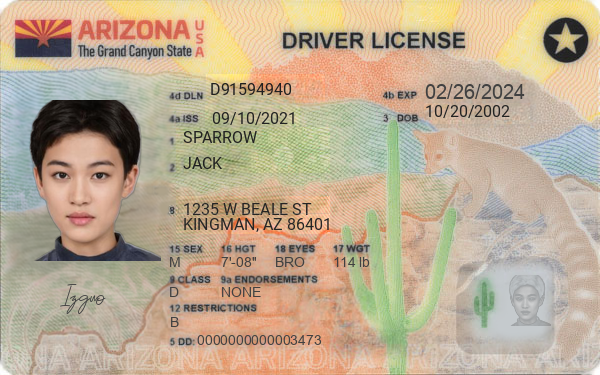 ARIZONA USA
The Grand Canyon State
DRIVER LICENSE
4d DLN D91594940 4b EXP 02/26/2024
4a ISS 09/10/2021 3 DOB 10/20/2002
1 SPARROW
2 JACK
8 1235 W BEALE ST
KINGMAN, AZ 86401
15 SEX 16 HGT 18 EYES 17 WGT
M 7'-08" BRO 114 lb
9 CLASS 9a ENDORSEMENTS
D NONE
12 RESTRICTIONS
B
Izguo
5 DD: 0000000000003473
ARIZONA ARIZONA ARIZONA ARIZONA